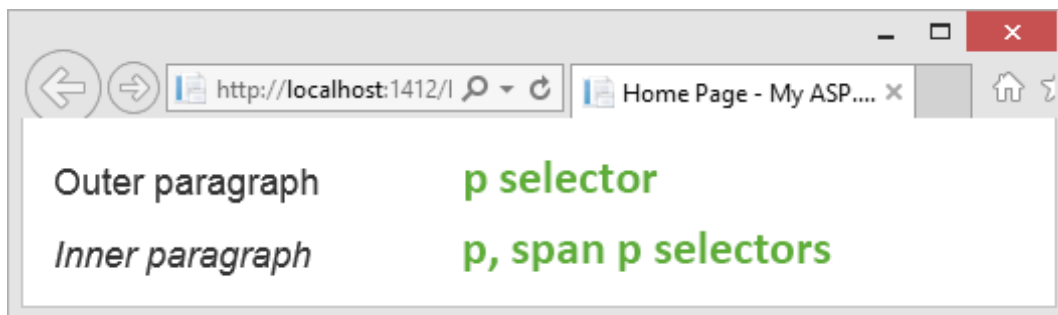 http://localhost:1412/l
Home Page - My ASP....
Outer paragraph p selector
Inner paragraph p, span p selectors